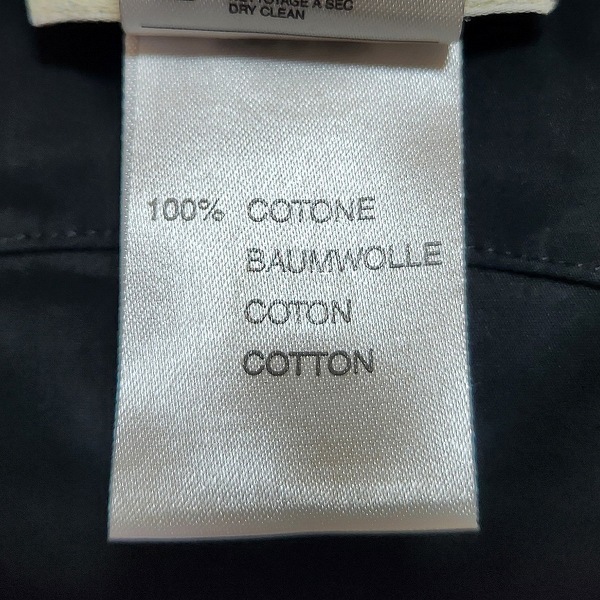 DRY CLEAN
100% COTONE
BAUMWOLLE
COTON
COTTON